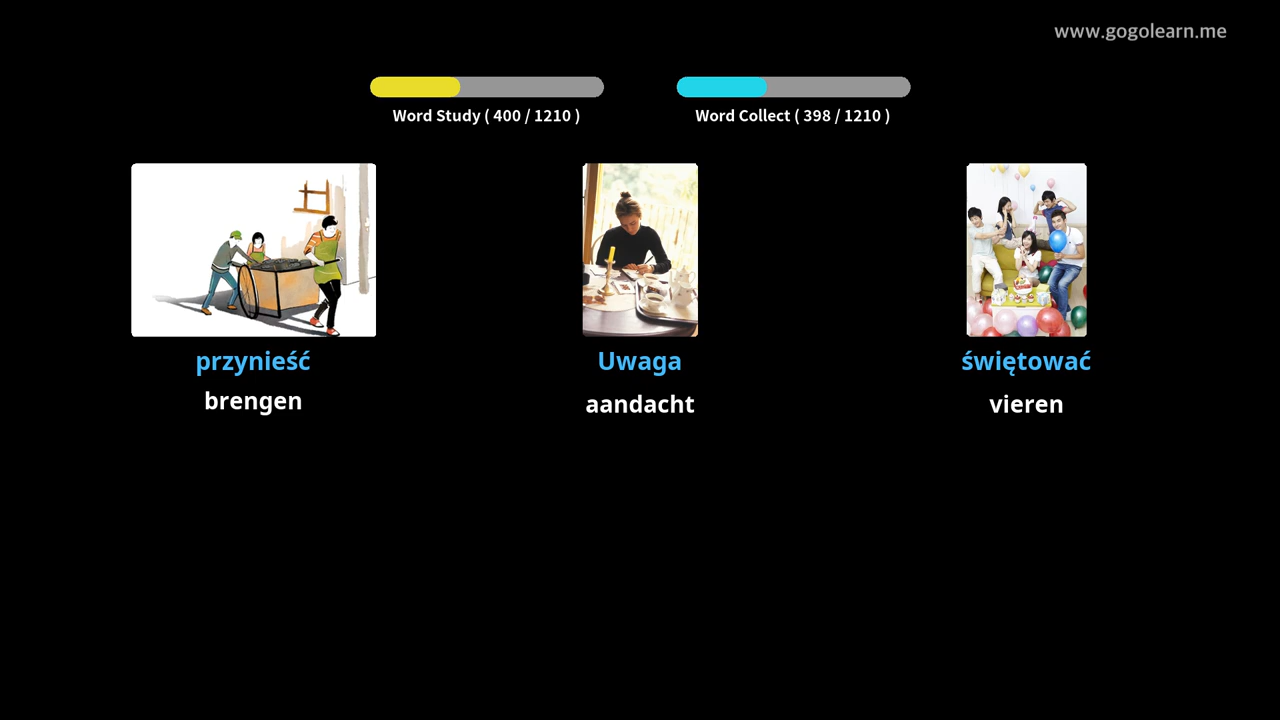 www.gogolearn.me
Word Study ( 400 / 1210 )
Word Collect ( 398 / 1210 )
przynieść
brengen
Uwaga
aandacht
świętować
vieren